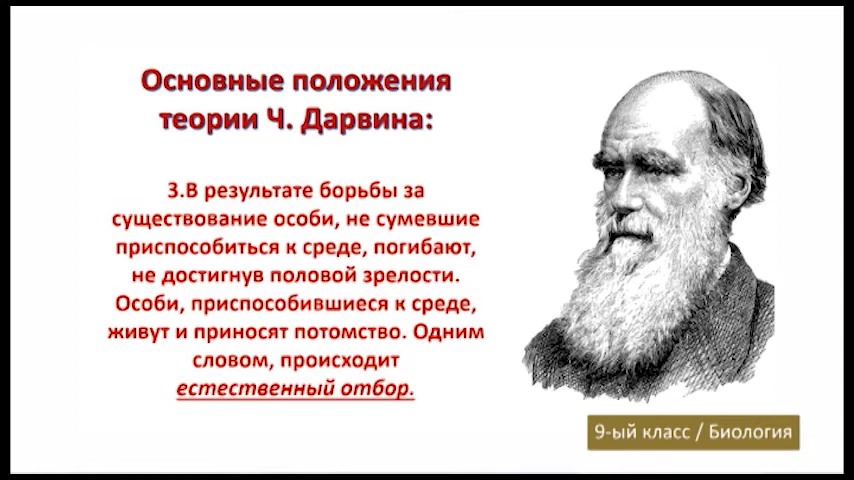 Основные положения
теории Ч. Дарвина:
3.В результате борьбы за
существование особи, не сумевшие
приспособиться к среде, погибают,
не достигнув половой зрелости.
Особи, приспособившиеся к среде,
живут и приносят потомство. Одним
словом, происходит
естественный отбор.
9-ый класс / Биология